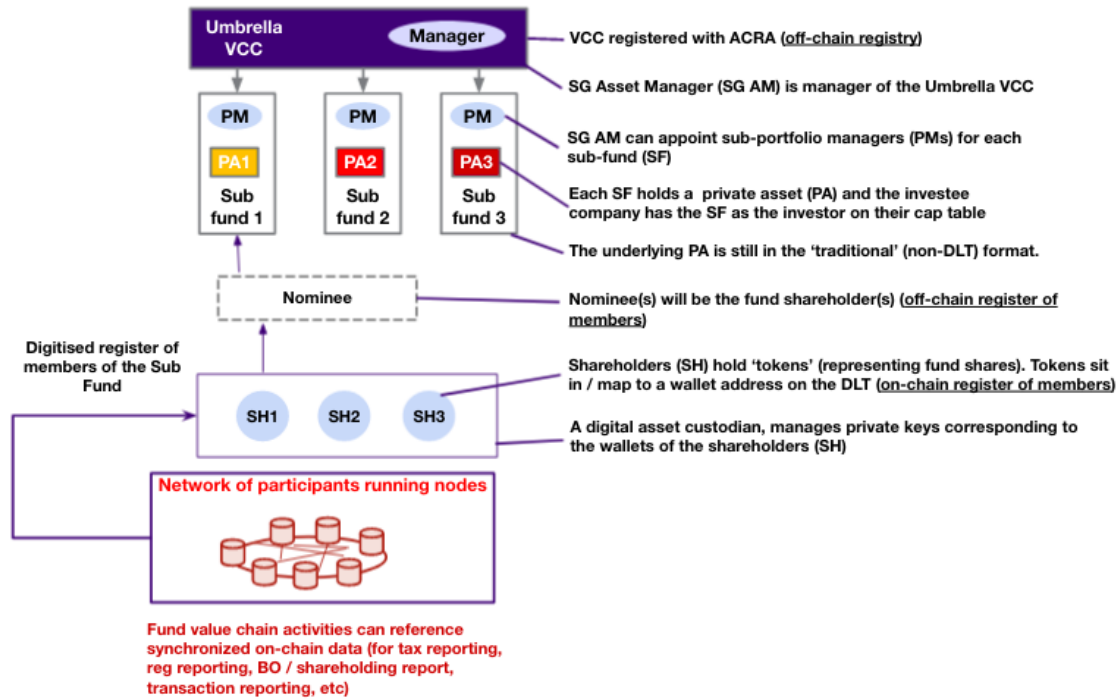 Umbrella
VCC
Manager
VCC registered with ACRA (off-chain registry)
SG Asset Manager (SG AM) is manager of the Umbrella VCC
PM
PM
PM
SG AM can appoint sub-portfolio managers (PMs) for each
sub-fund (SF)
PA1
PA2
PA3
Each SF holds a private asset (PA) and the investee
company has the SF as the investor on their cap table
Sub
fund 1
Sub
fund 2
Sub
fund 3
The underlying PA is still in the ‘traditional’ (non-DLT) format.
Nominee
Nominee(s) will be the fund shareholder(s) (off-chain register of
members)
Digitised register of
members of the Sub
Fund
Shareholders (SH) hold ‘tokens’ (representing fund shares). Tokens sit
in / map to a wallet address on the DLT (on-chain register of members)
SH1
SH2
SH3
A digital asset custodian, manages private keys corresponding to
the wallets of the shareholders (SH)
Network of participants running nodes
Fund value chain activities can reference
synchronized on-chain data (for tax reporting,
reg reporting, BO / shareholding report,
transaction reporting, etc)